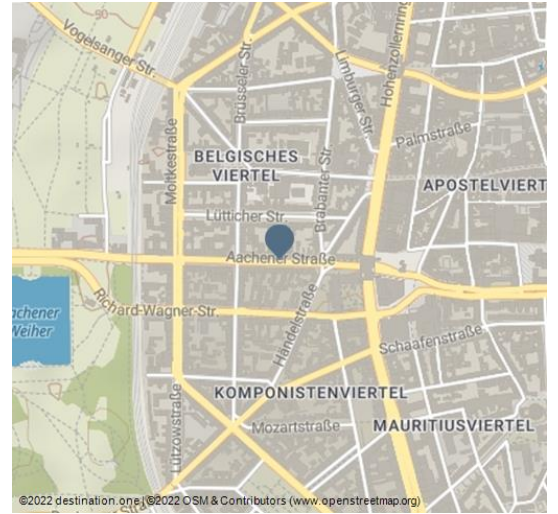 50
Vogelsanger Str.
Brüsseler Str.
Limburger Str.
Hohenzollernring
Moltkestraße
Palmstraße
BELGISCHES
VIERTEL
Brabanter Str.
APOSTELVIERT
Lütticher Str.
Aachener Straße
achener
Weiher
Richard-Wagner-Str.
Händelstraße
Schaafenstraße
Lützowstraße
KOMPONISTENVIERTEL
Mozartstraße
MAURITIUSVIERTEL
©2022 destination.one | ©2022 OSM & Contributors (www.openstreetmap.org)